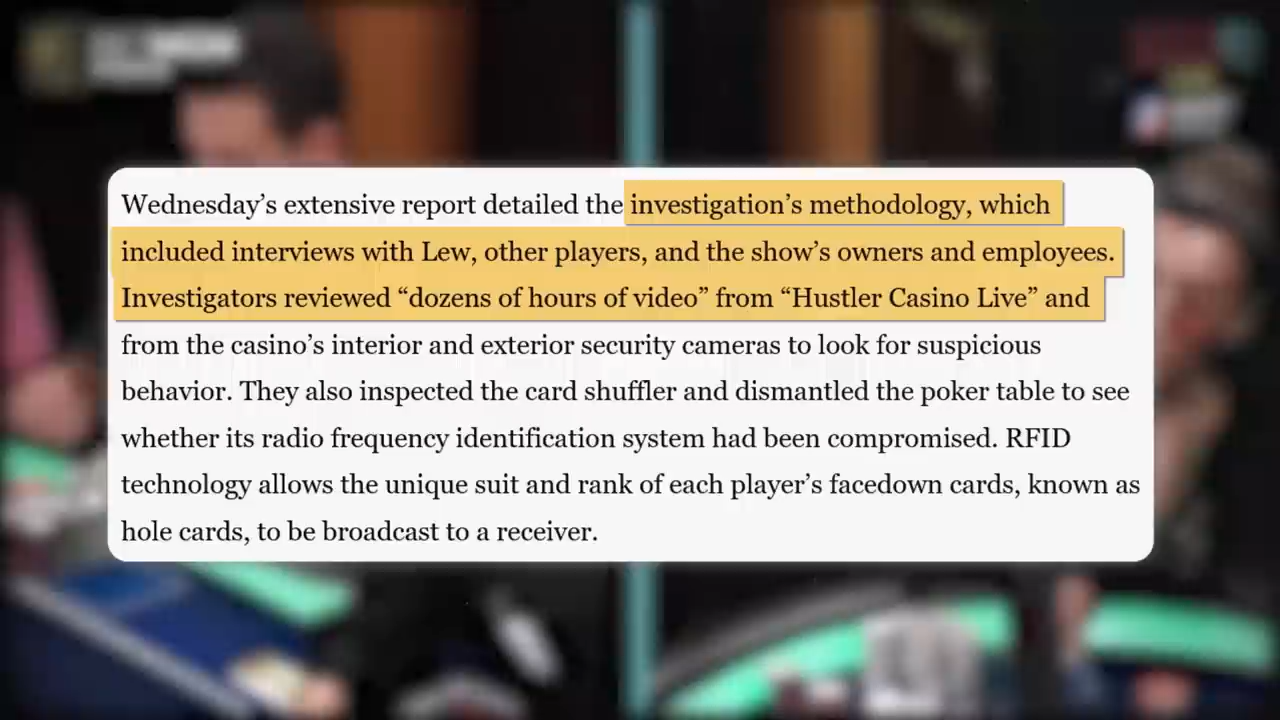 Wednesday’s extensive report detailed the investigation’s methodology, which
included interviews with Lew, other players, and the show’s owners and employees.
Investigators reviewed “dozens of hours of video” from “Hustler Casino Live” and
from the casino’s interior and exterior security cameras to look for suspicious
behavior. They also inspected the card shuffler and dismantled the poker table to see
whether its radio frequency identification system had been compromised. RFID
technology allows the unique suit and rank of each player’s facedown cards, known as
hole cards, to be broadcast to a receiver.